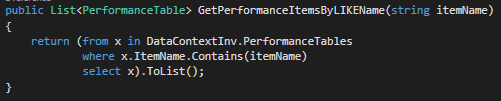 public List<PerformanceTable> GetPerformanceItemsByLIKEName(string itemName)
{
return (from x in DataContextInv.PerformanceTables
where x.ItemName.Contains(itemName)
select x).ToList();
}